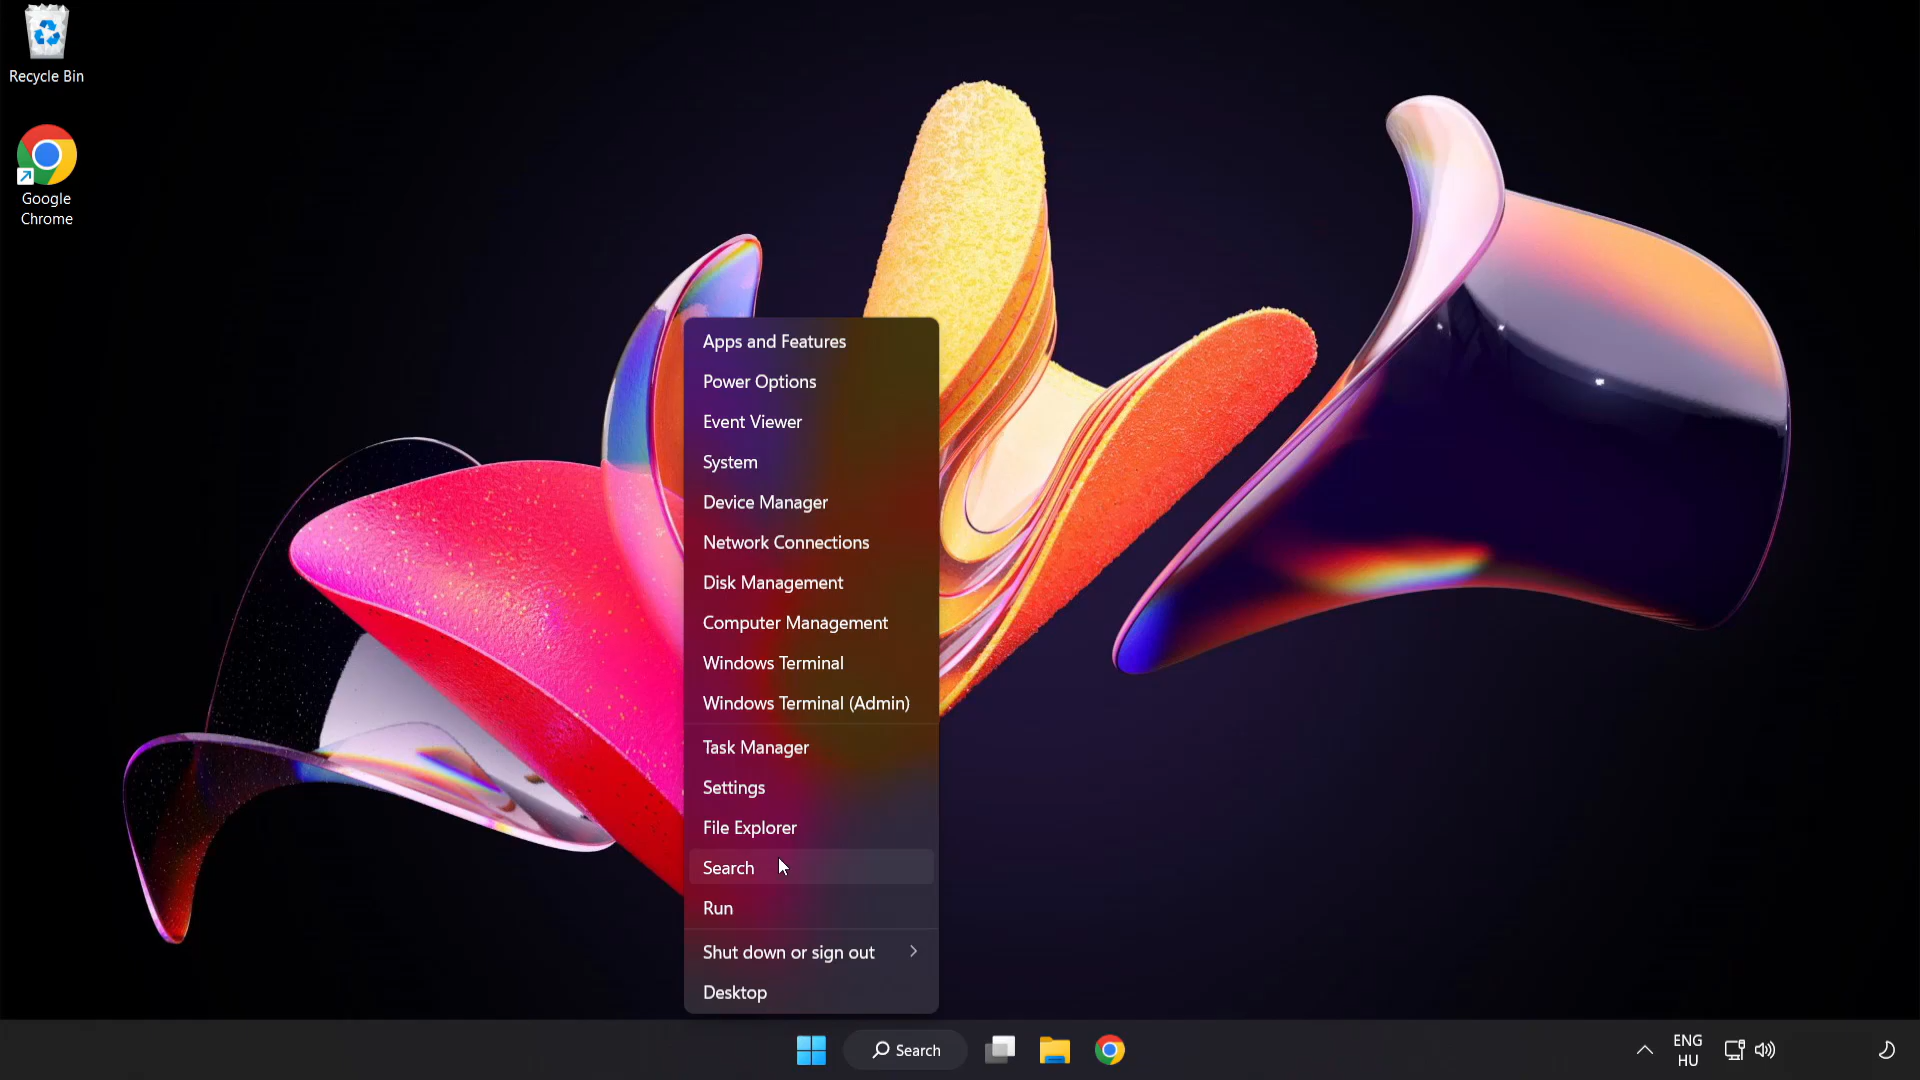 Recycle Bin
Google
Chrome
Apps and Features
Power Options
Event Viewer
System
Device Manager
Network Connections
Disk Management
Computer Management
Windows Terminal
Windows Terminal (Admin)
Task Manager
Settings
File Explorer
Search
Run
Shut down or sign out
Desktop
Search
ENG
HU